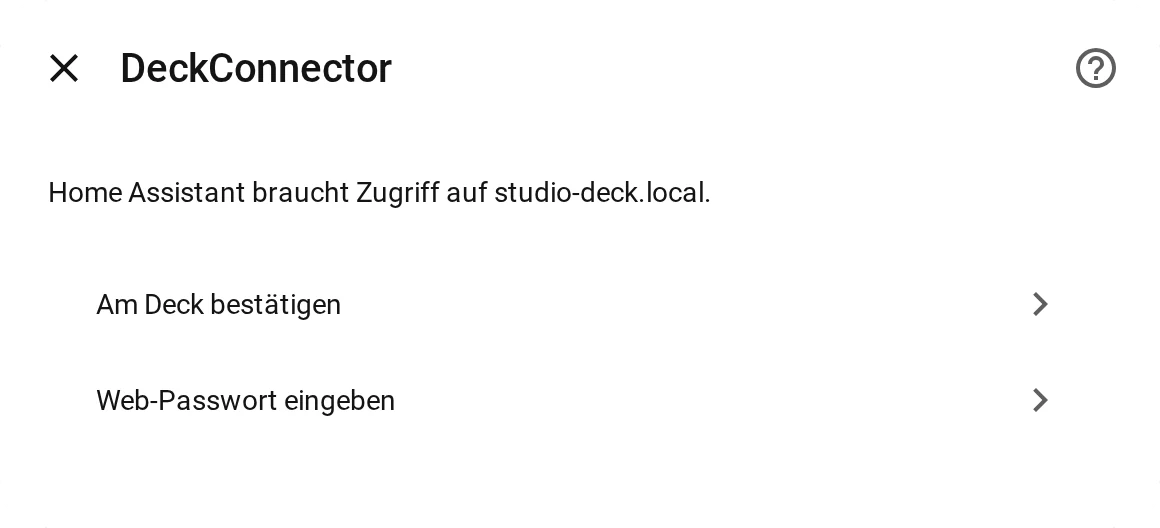 DeckConnector
Home Assistant braucht Zugriff auf studio-deck.local.
Am Deck bestätigen
Web-Passwort eingeben